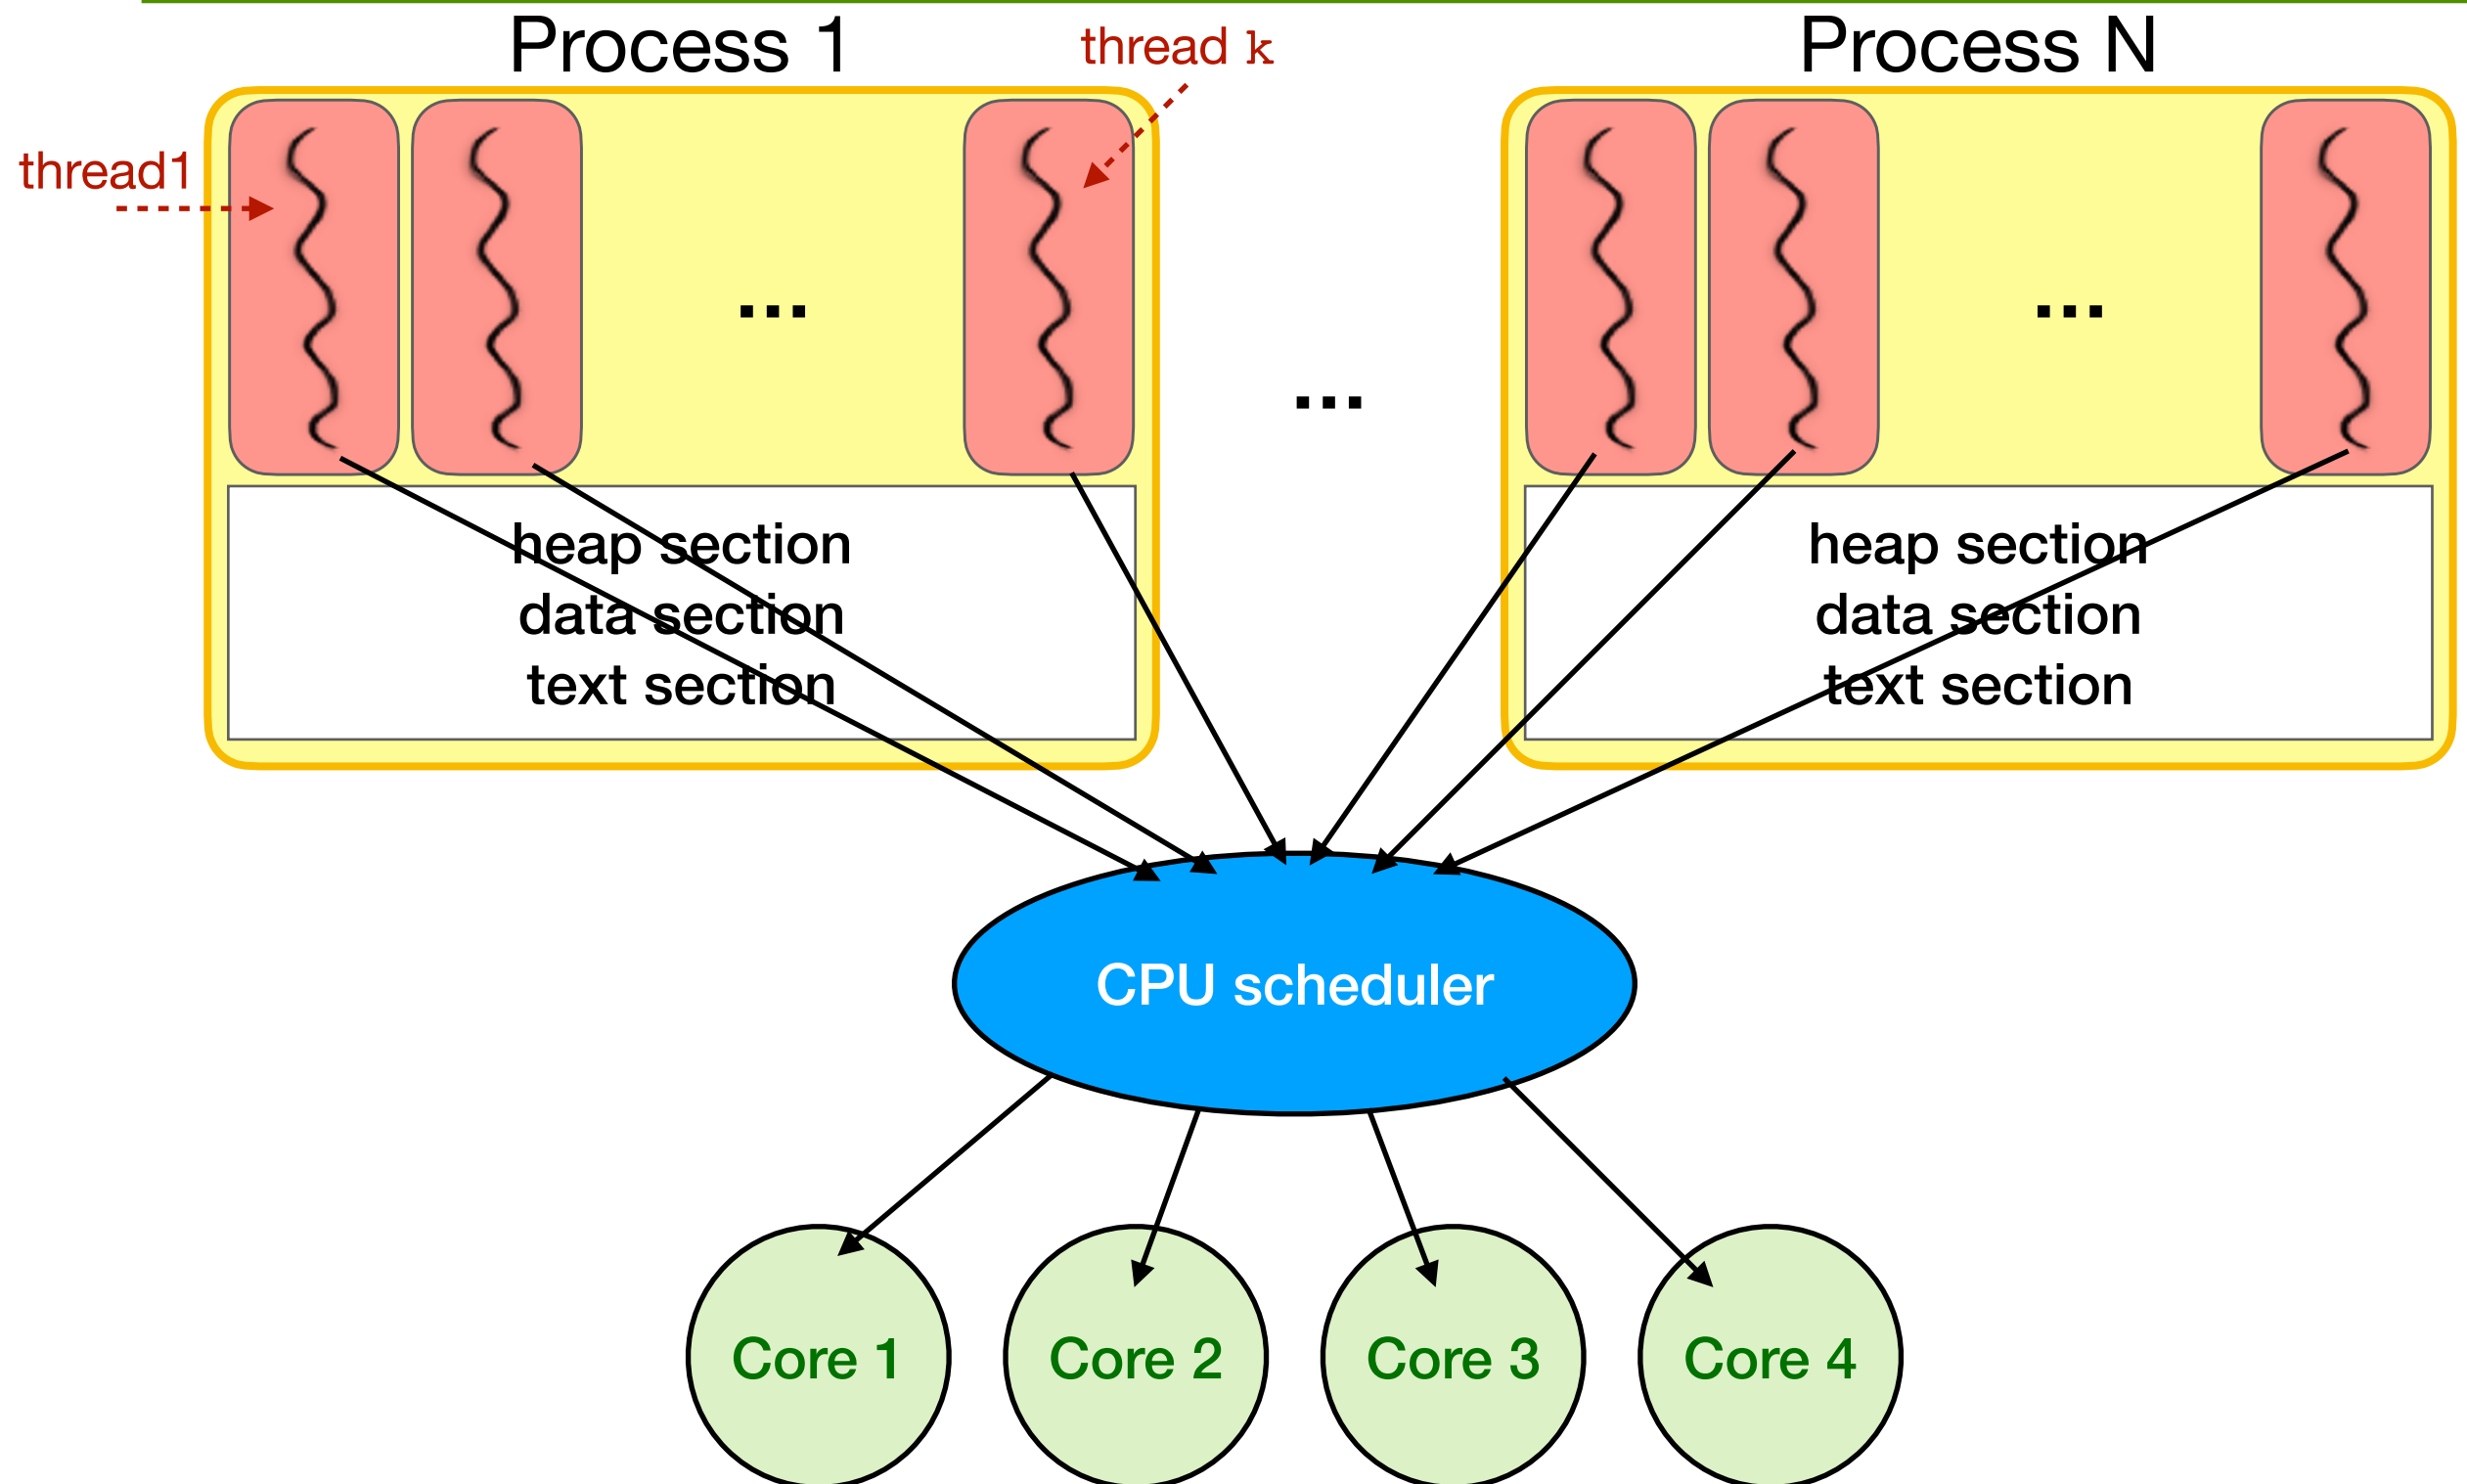 Process 1
thread k
Process N
thread1
...
...
...
heap section
data section
text section
heap section
data section
text section
CPU scheduler
Core 1
Core 2
Core 3
Core 4